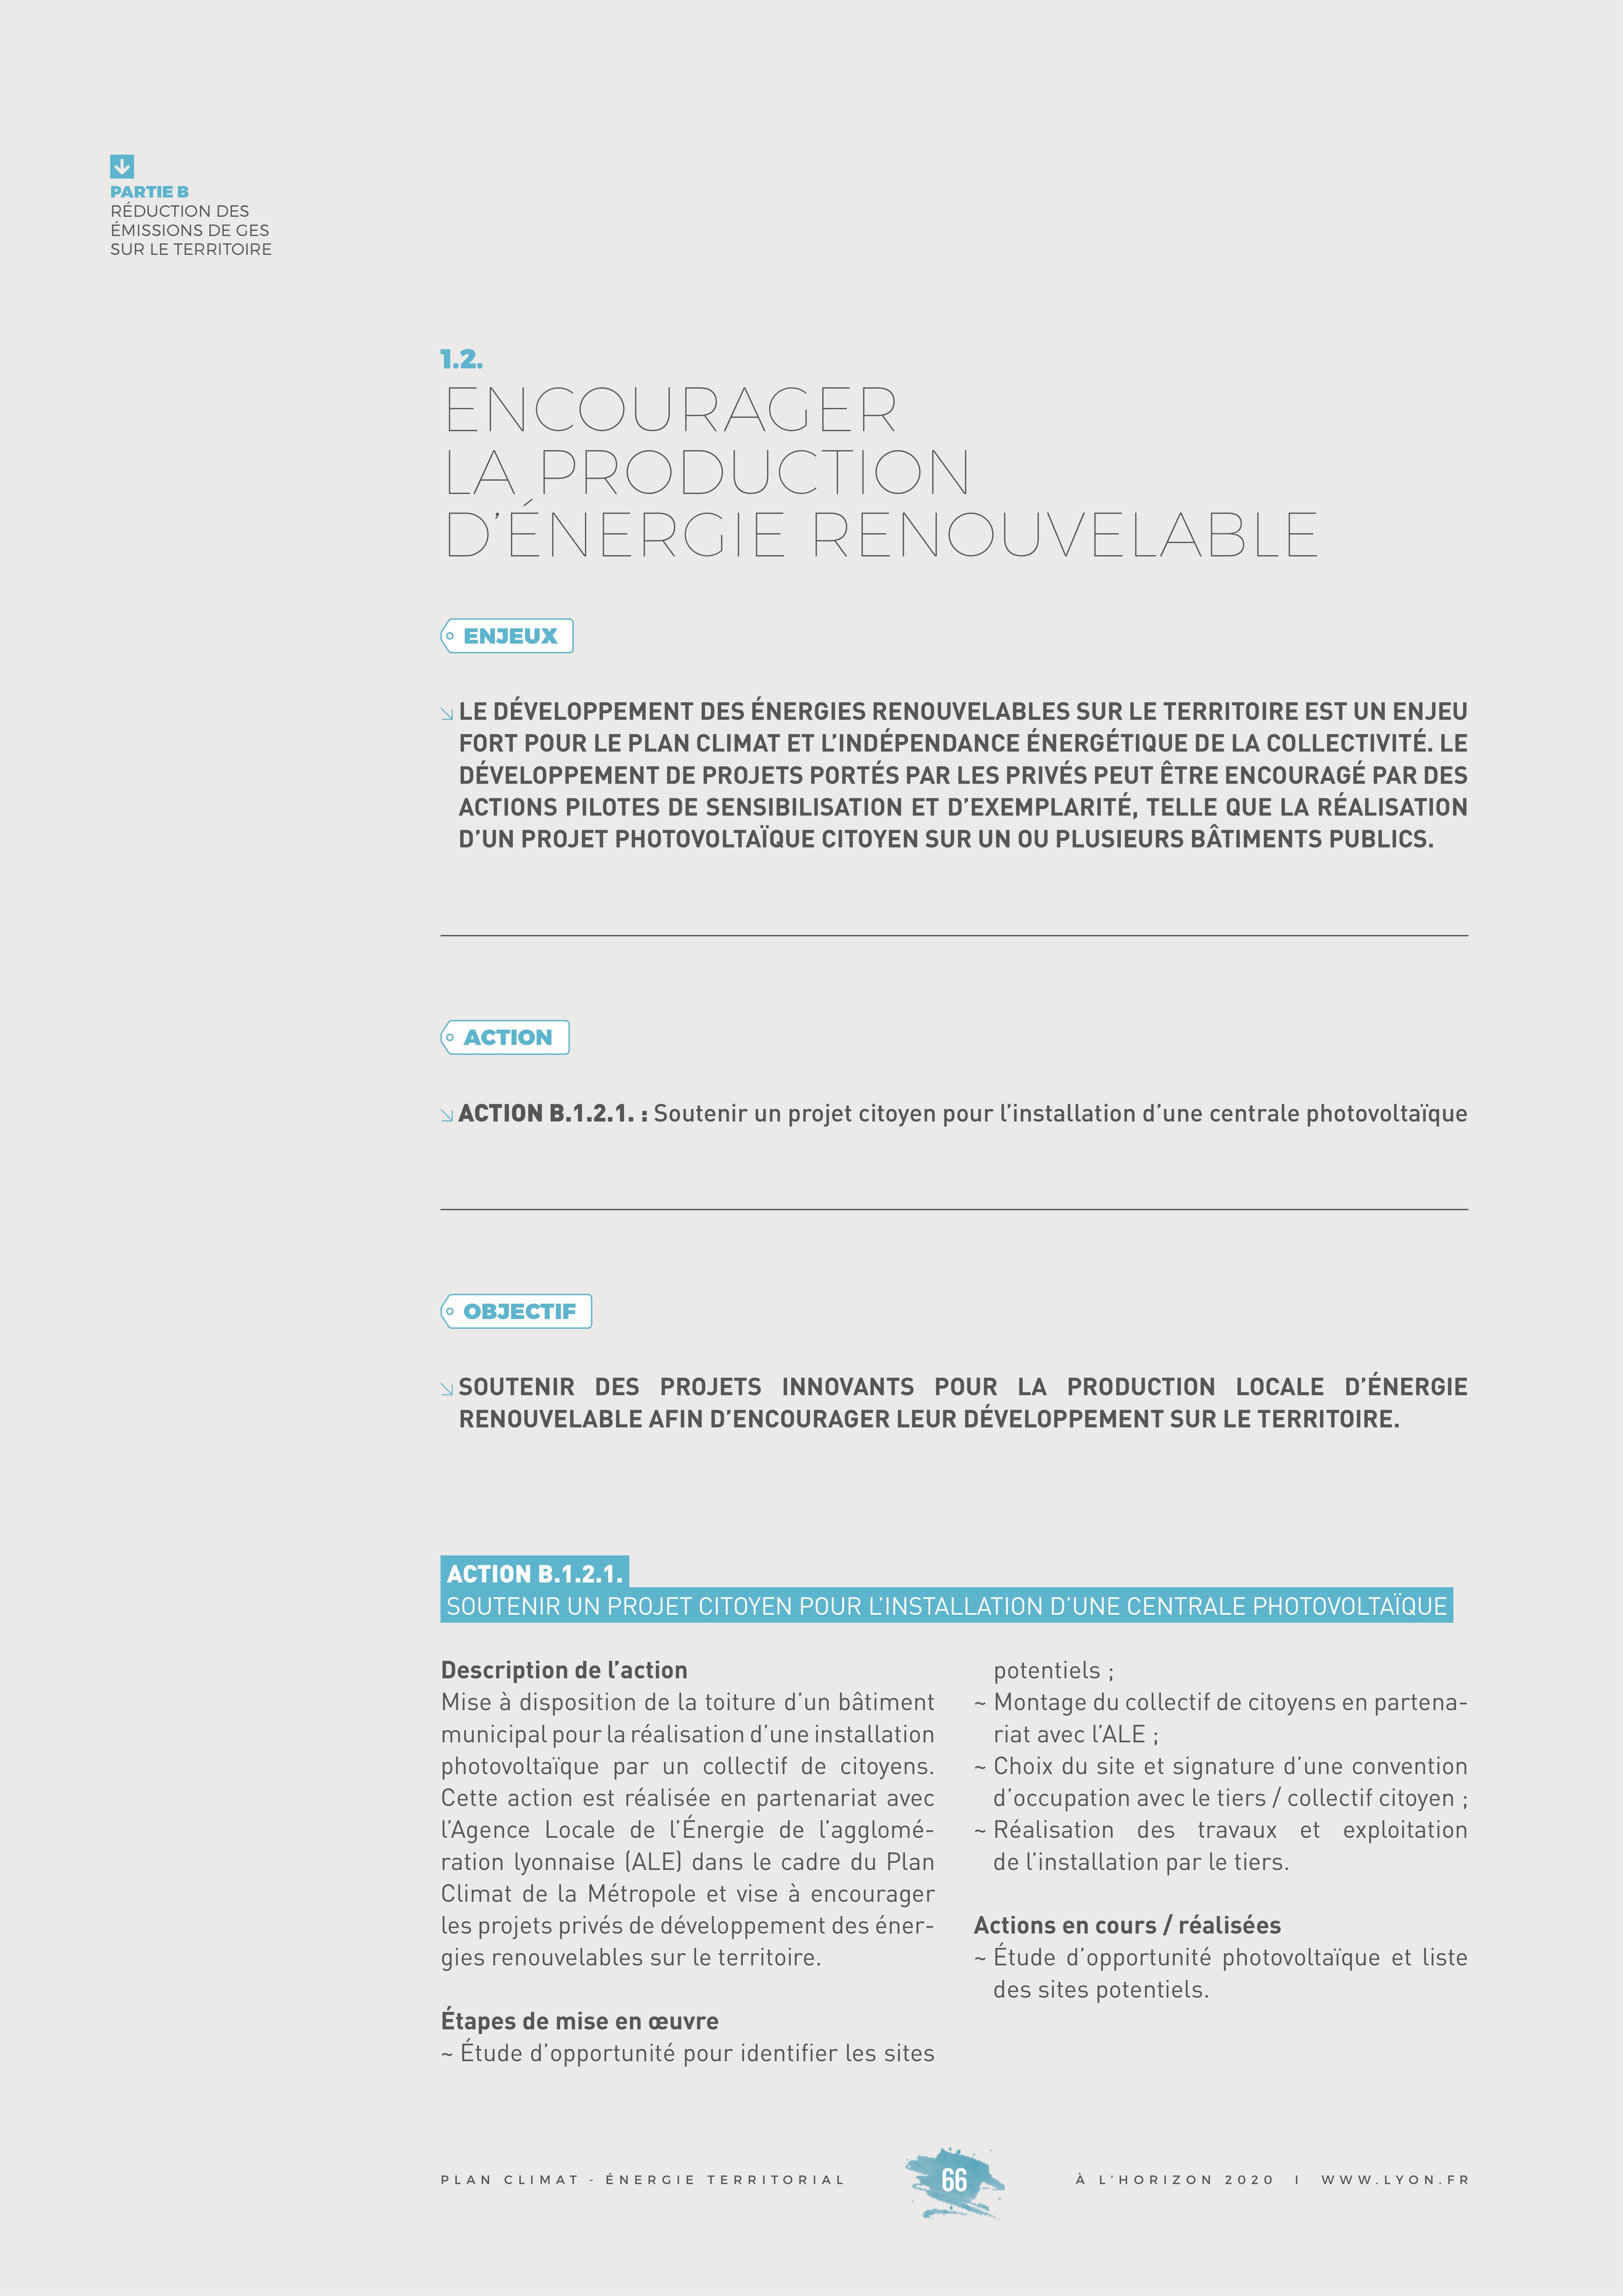 PARTIE B
RÉDUCTION DES
ÉMISSIONS DE GES
SUR LE TERRITOIRE
1.2.
ENCOURAGER
LA PRODUCTION
D’ÉNERGIE RENOUVELABLE
ENJEUX
LE DÉVELOPPEMENT DES ÉNERGIES RENOUVELABLES SUR LE TERRITOIRE EST UN ENJEU
FORT POUR LE PLAN CLIMAT ET L’INDÉPENDANCE ÉNERGÉTIQUE DE LA COLLECTIVITÉ. LE
DÉVELOPPEMENT DE PROJETS PORTÉS PAR LES PRIVÉS PEUT ÊTRE ENCOURAGÉ PAR DES
ACTIONS PILOTES DE SENSIBILISATION ET D’EXEMPLARITÉ, TELLE QUE LA RÉALISATION
D’UN PROJET PHOTOVOLTAÏQUE CITOYEN SUR UN OU PLUSIEURS BÂTIMENTS PUBLICS.
ACTION
ACTION B.1.2.1. : Soutenir un projet citoyen pour l’installation d’une centrale photovoltaïque
OBJECTIF
SOUTENIR DES PROJETS INNOVANTS POUR LA PRODUCTION LOCALE D’ÉNERGIE
RENOUVELABLE AFIN D’ENCOURAGER LEUR DÉVELOPPEMENT SUR LE TERRITOIRE.
ACTION B.1.2.1.
SOUTENIR UN PROJET CITOYEN POUR L’INSTALLATION D’UNE CENTRALE PHOTOVOLTAÏQUE
Description de l’action
Mise à disposition de la toiture d’un bâtiment
municipal pour la réalisation d’une installation
photovoltaïque par un collectif de citoyens.
Cette action est réalisée en partenariat avec
l’Agence Locale de l’Énergie de l’agglomé-
ration lyonnaise (ALE) dans le cadre du Plan
Climat de la Métropole et vise à encourager
les projets privés de développement des éner-
gies renouvelables sur le territoire.
Étapes de mise en œuvre
~ Étude d’opportunité pour identifier les sites
potentiels ;
~ Montage du collectif de citoyens en partena-
riat avec l’ALE ;
~ Choix du site et signature d’une convention
d’occupation avec le tiers / collectif citoyen ;
~ Réalisation des travaux et exploitation
de l’installation par le tiers.
Actions en cours / réalisées
~ Étude d’opportunité photovoltaïque et liste
des sites potentiels.
PLAN CLIMAT - ÉNERGIE TERRITORIAL 66 À L’HORIZON 2020 I WWW.LYON.FR